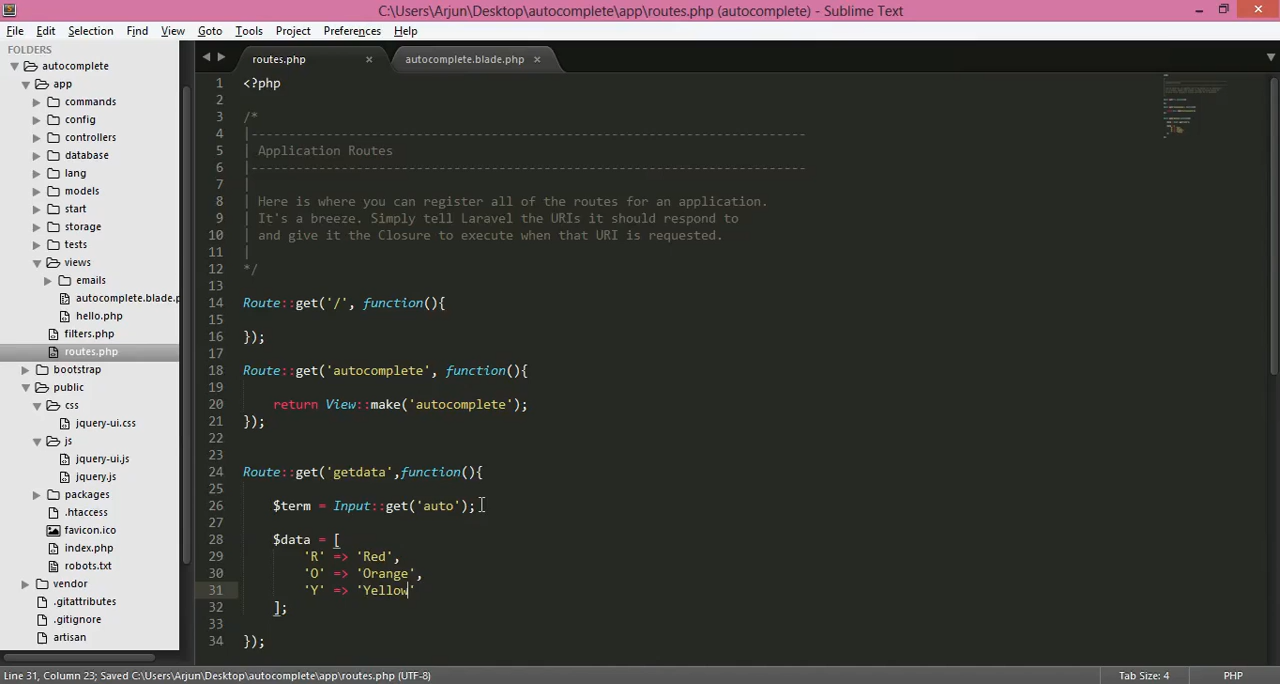 C:\Users\Arjun\Desktop\autocomplete\app\routes.php (autocomplete) - Sublime Text
File Edit Selection Find View Goto Tools Project Preferences Help
FOLDERS
autocomplete
app
commands
config
controllers
database
lang
models
start
storage
tests
views
emails
autocomplete.blade.p
hello.php
filters.php
routes.php
bootstrap
public
css
jquery-ui.css
js
jquery-ui.js
jquery.js
packages
.htaccess
favicon.ico
index.php
robots.txt
vendor
.gitattributes
.gitignore
artisan
routes.php × autocomplete.blade.php ×
1 <?php
2
3 /*
4 |--------------------------------------------------------------------------
5 | Application Routes
6 |--------------------------------------------------------------------------
7 |
8 | Here is where you can register all of the routes for an application.
9 | It's a breeze. Simply tell Laravel the URIs it should respond to
10 | and give it the Closure to execute when that URI is requested.
11 |
12 */
13
14 Route::get('/', function(){
15
16 });
17
18 Route::get('autocomplete', function(){
19
20 return View::make('autocomplete');
21 });
22
23
24 Route::get('getdata',function(){
25
26 $term = Input::get('auto');
27
28 $data = [
29 'R' => 'Red',
30 'O' => 'Orange',
31 'Y' => 'Yellow'
32 ];
33
34 });
Line 31, Column 23; Saved C:\Users\Arjun\Desktop\autocomplete\app\routes.php (UTF-8) Tab Size: 4 PHP